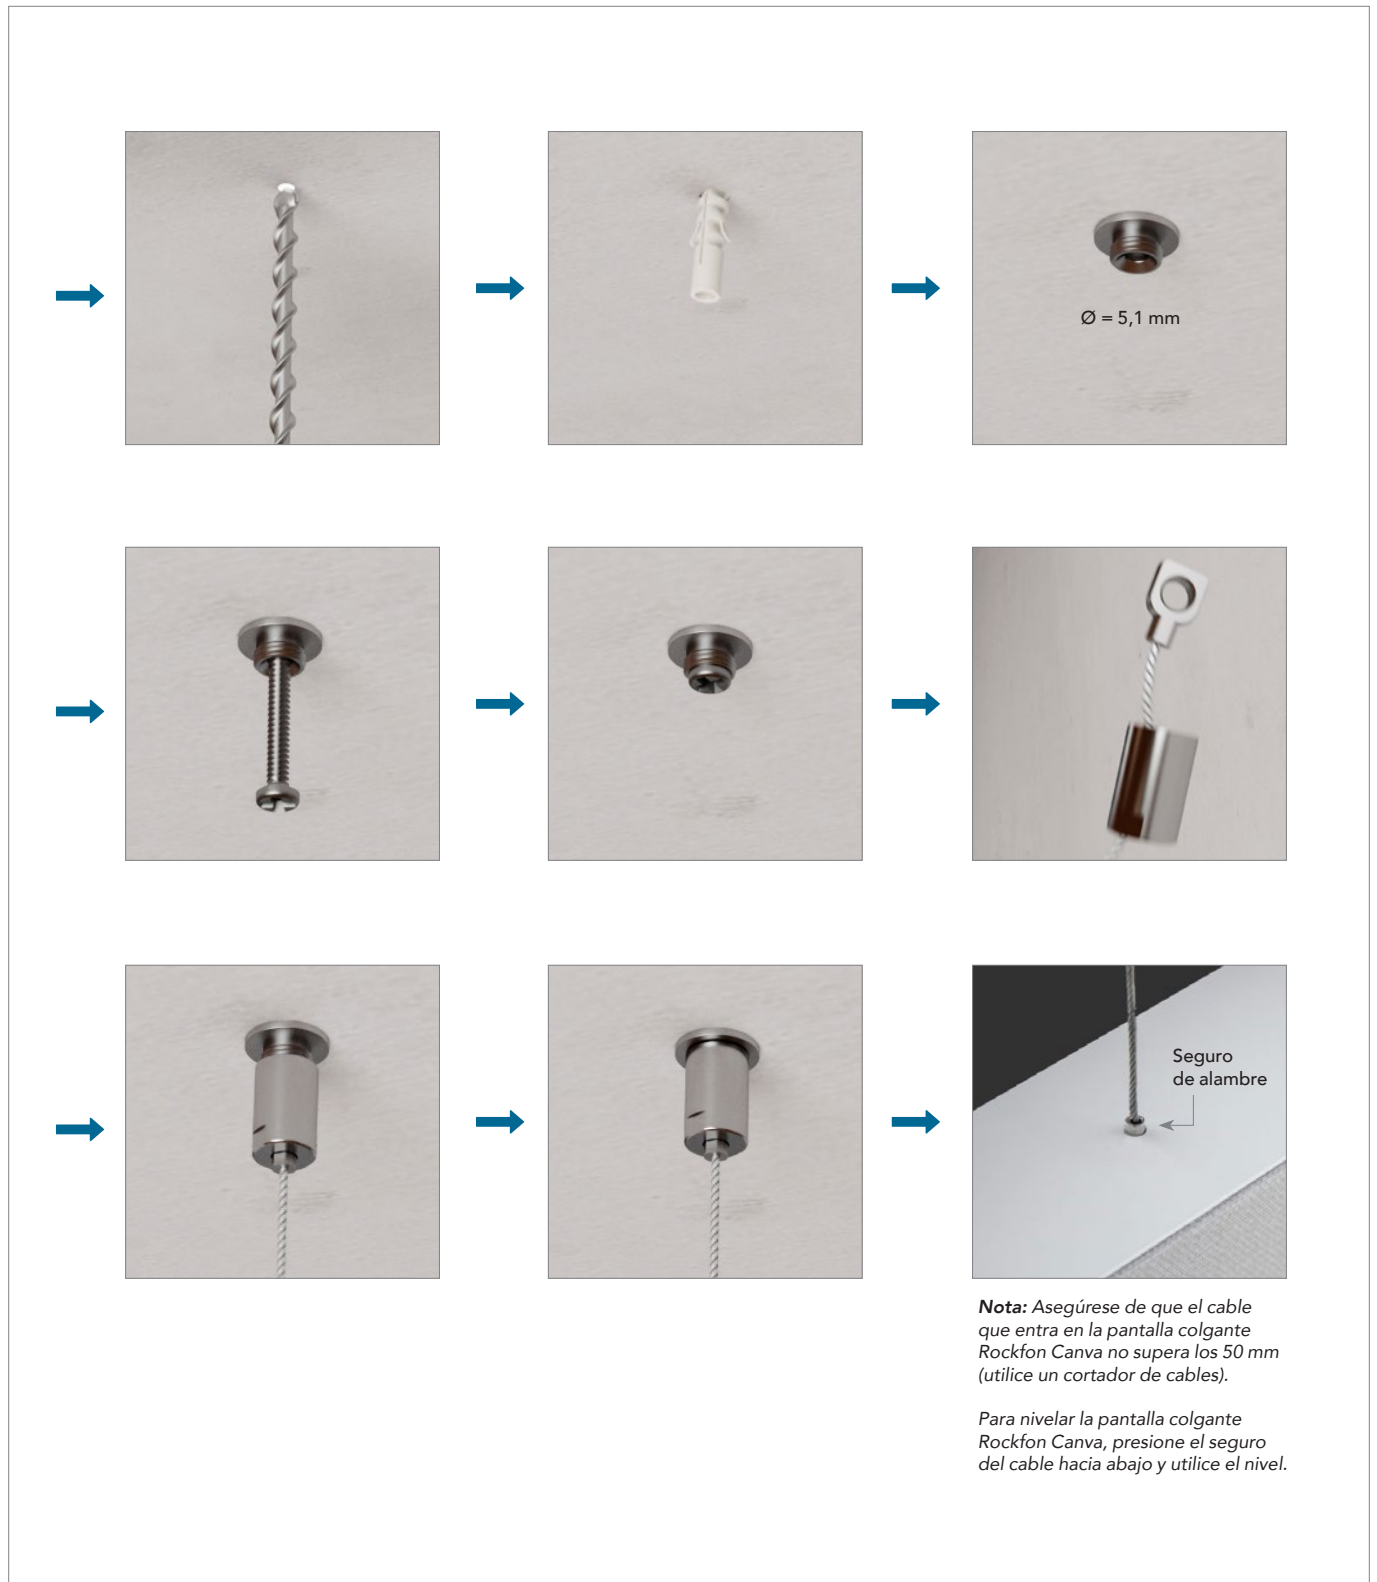 Ø = 5,1 mm
Seguro
de alambre
Nota: Asegúrese de que el cable
que entra en la pantalla colgante
Rockfon Canva no supera los 50 mm
(utilice un cortador de cables).
Para nivelar la pantalla colgante
Rockfon Canva, presione el seguro
del cable hacia abajo y utilice el nivel.